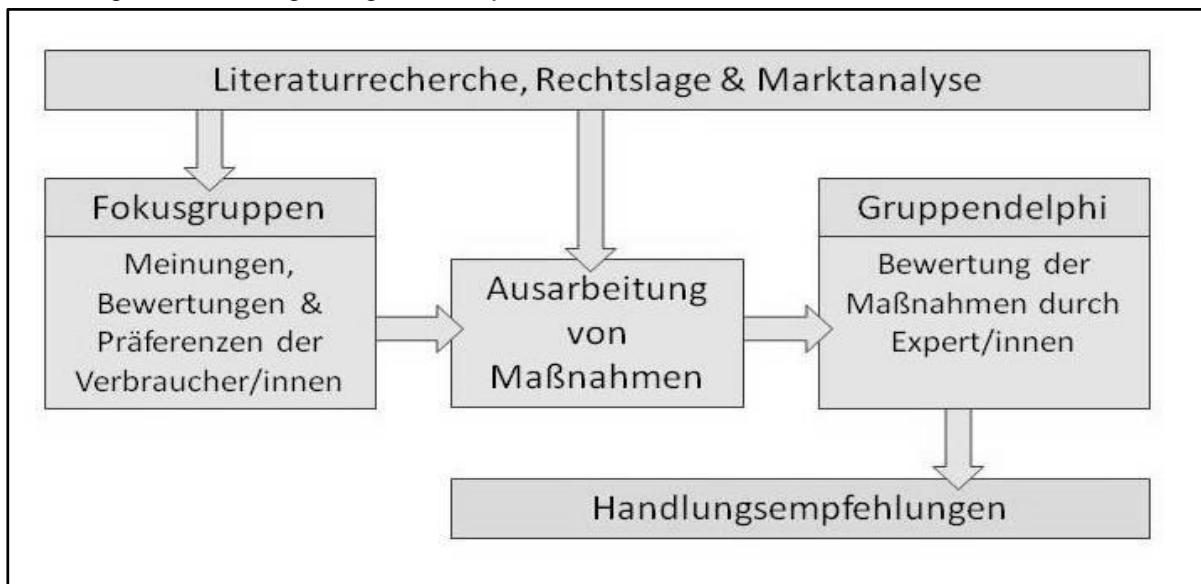 Literaturrecherche, Rechtslage & Marktanalyse
Fokusgruppen
Meinungen,
Bewertungen &
Präferenzen der
Verbraucher/innen
Ausarbeitung
von
Maßnahmen
Gruppendelphi
Bewertung der
Maßnahmen durch
Expert/innen
Handlungsempfehlungen